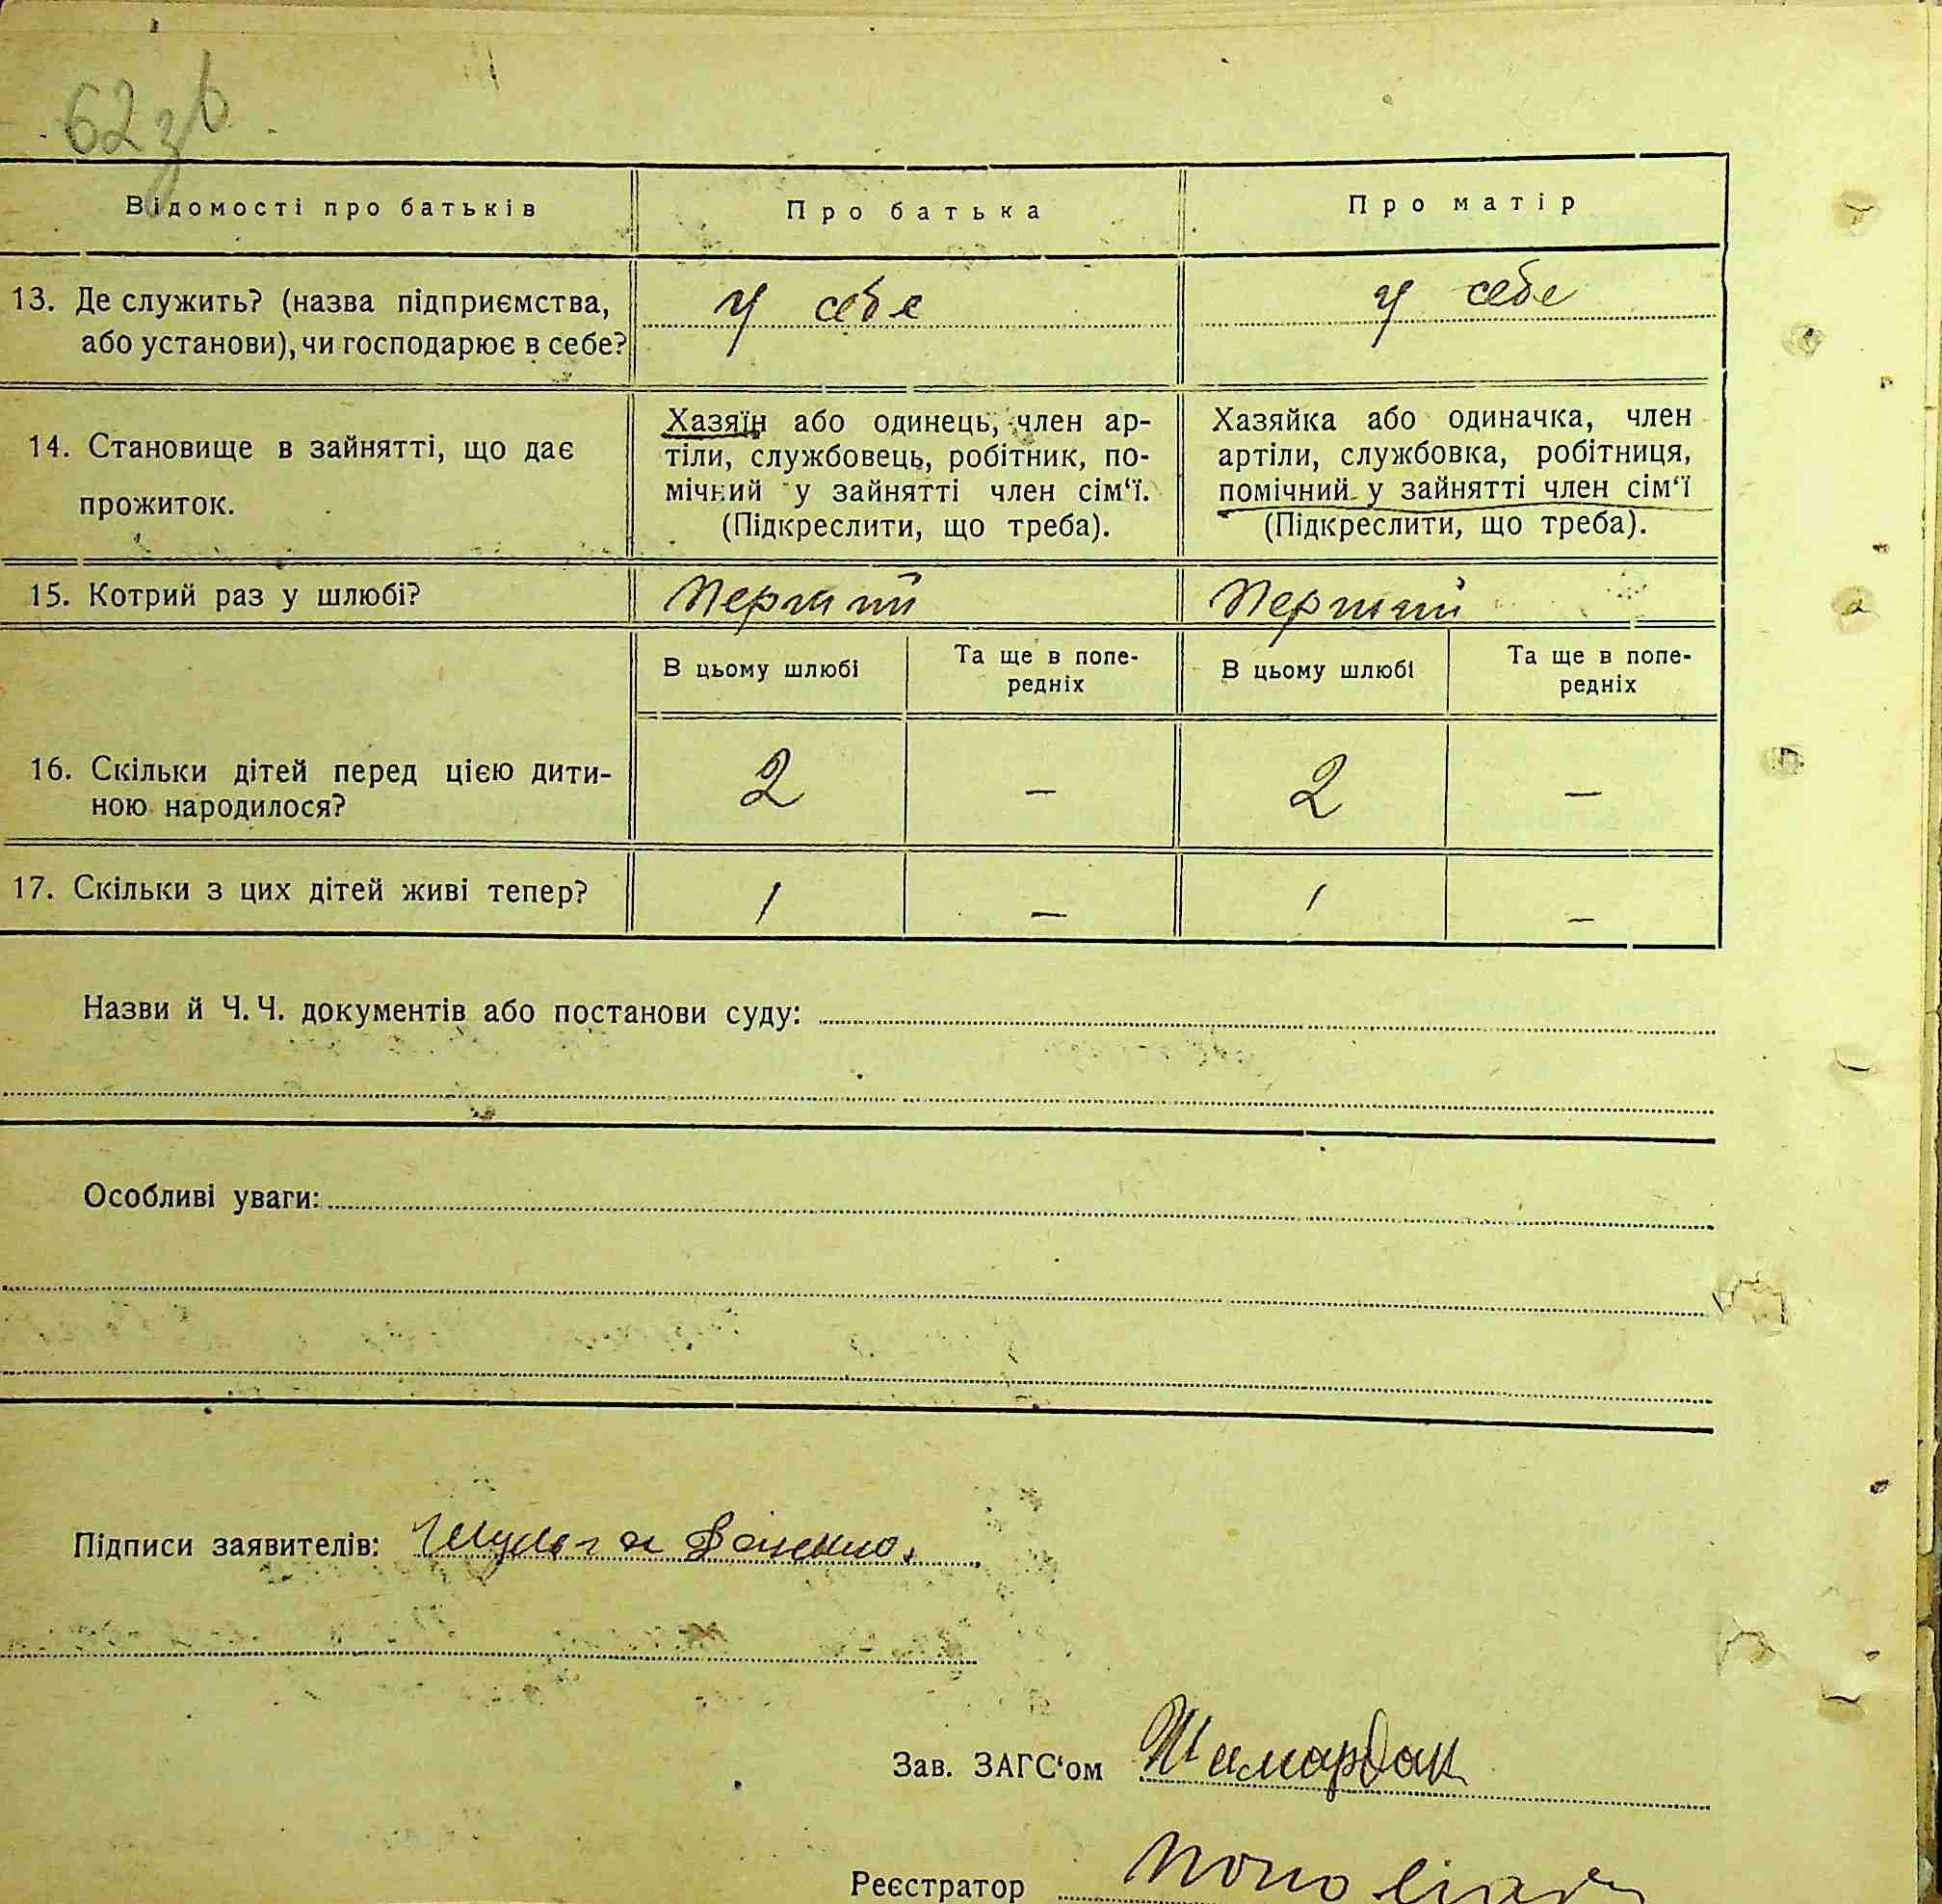 62 зв
Відомості про батьків Про батька Про матір
13. Де служить? (назва підприємства, у себе у себе
або установи), чи господарює в себе?
Хазяїн або одинець, член ар- Хазяйка або одиначка, член
14. Становище в зайнятті, що дає тіли, службовець, робітник, по- артіли, службовка, робітниця,
мічний у зайнятті член сім‘ї. помічний у зайнятті член сім‘ї
прожиток. (Підкреслити, що треба). (Підкреслити, що треба).
15. Котрий раз у шлюбі? Перший Перший
В цьому шлюбі Та ще в попе- В цьому шлюбі Та ще в попе-
редніх редніх
16. Скільки дітей перед цією дити- 2 — 2 —
ною народилося?
17. Скільки з цих дітей живі тепер? 1 — 1 —
Назви й Ч. Ч. документів або постанови суду:
Особливі уваги:
Підписи заявителів: Шульга
Зав. ЗАГС‘ом Шимардак
Реєстратор